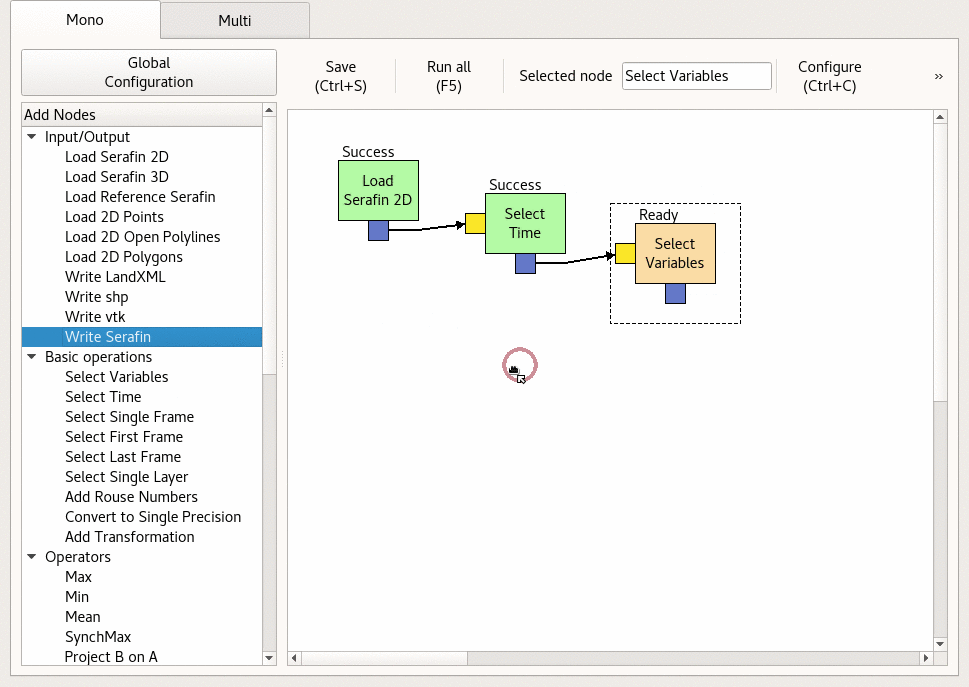 Mono
Multi
Global
Configuration
Save
(Ctrl+S)
Run all
(F5)
Selected node
Select Variables
Configure
(Ctrl+C)
»
Add Nodes
Input/Output
Load Serafin 2D
Load Serafin 3D
Load Reference Serafin
Load 2D Points
Load 2D Open Polylines
Load 2D Polygons
Write LandXML
Write shp
Write vtk
Write Serafin
Basic operations
Select Variables
Select Time
Select Single Frame
Select First Frame
Select Last Frame
Select Single Layer
Add Rouse Numbers
Convert to Single Precision
Add Transformation
Operators
Max
Min
Mean
SynchMax
Project B on A
Success
Load
Serafin 2D
Success
Select
Time
Ready
Select
Variables